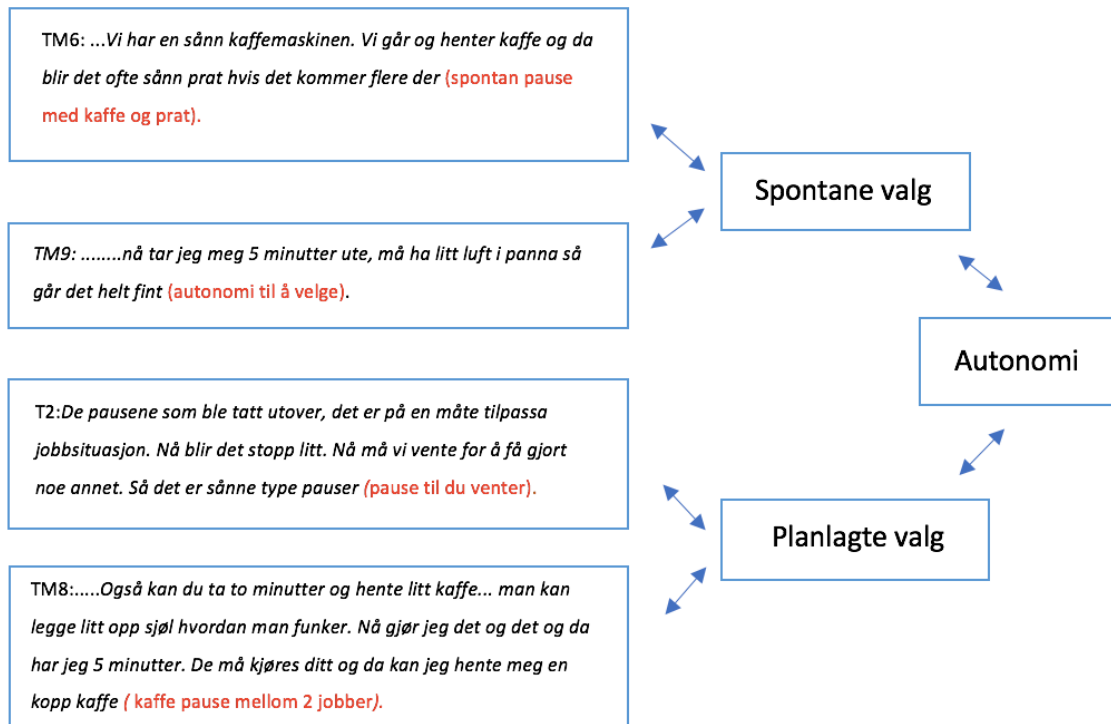 TM6: ...Vi har en sånn kaffemaskinen. Vi går og henter kaffe og da
blir det ofte sånn prat hvis det kommer flere der (spontan pause
med kaffe og prat).
Spontane valg
TM9: ........nå tar jeg meg 5 minutter ute, må ha litt luft i panna så
går det helt fint (autonomi til å velge).
Autonomi
T2:De pausene som ble tatt utover, det er på en måte tilpassa
jobbsituasjon. Nå blir det stopp litt. Nå må vi vente for å få gjort
noe annet. Så det er sånne type pauser (pause til du venter).
Planlagte valg
TM8:.....Også kan du ta to minutter og hente litt kaffe... man kan
legge litt opp sjøl hvordan man funker. Nå gjør jeg det og det og da
har jeg 5 minutter. De må kjøres ditt og da kan jeg hente meg en
kopp kaffe ( kaffe pause mellom 2 jobber).